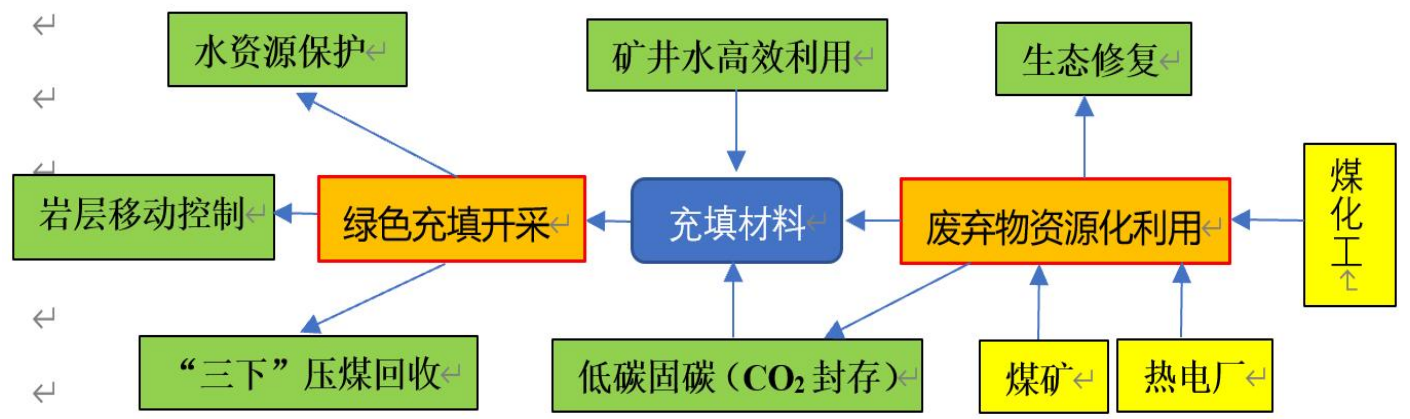 水资源保护
矿井水高效利用
生态修复
煤化工
岩层移动控制
绿色充填开采
充填材料
废弃物资源化利用
“三下”压煤回收
低碳固碳（CO₂封存）
煤矿
热电厂